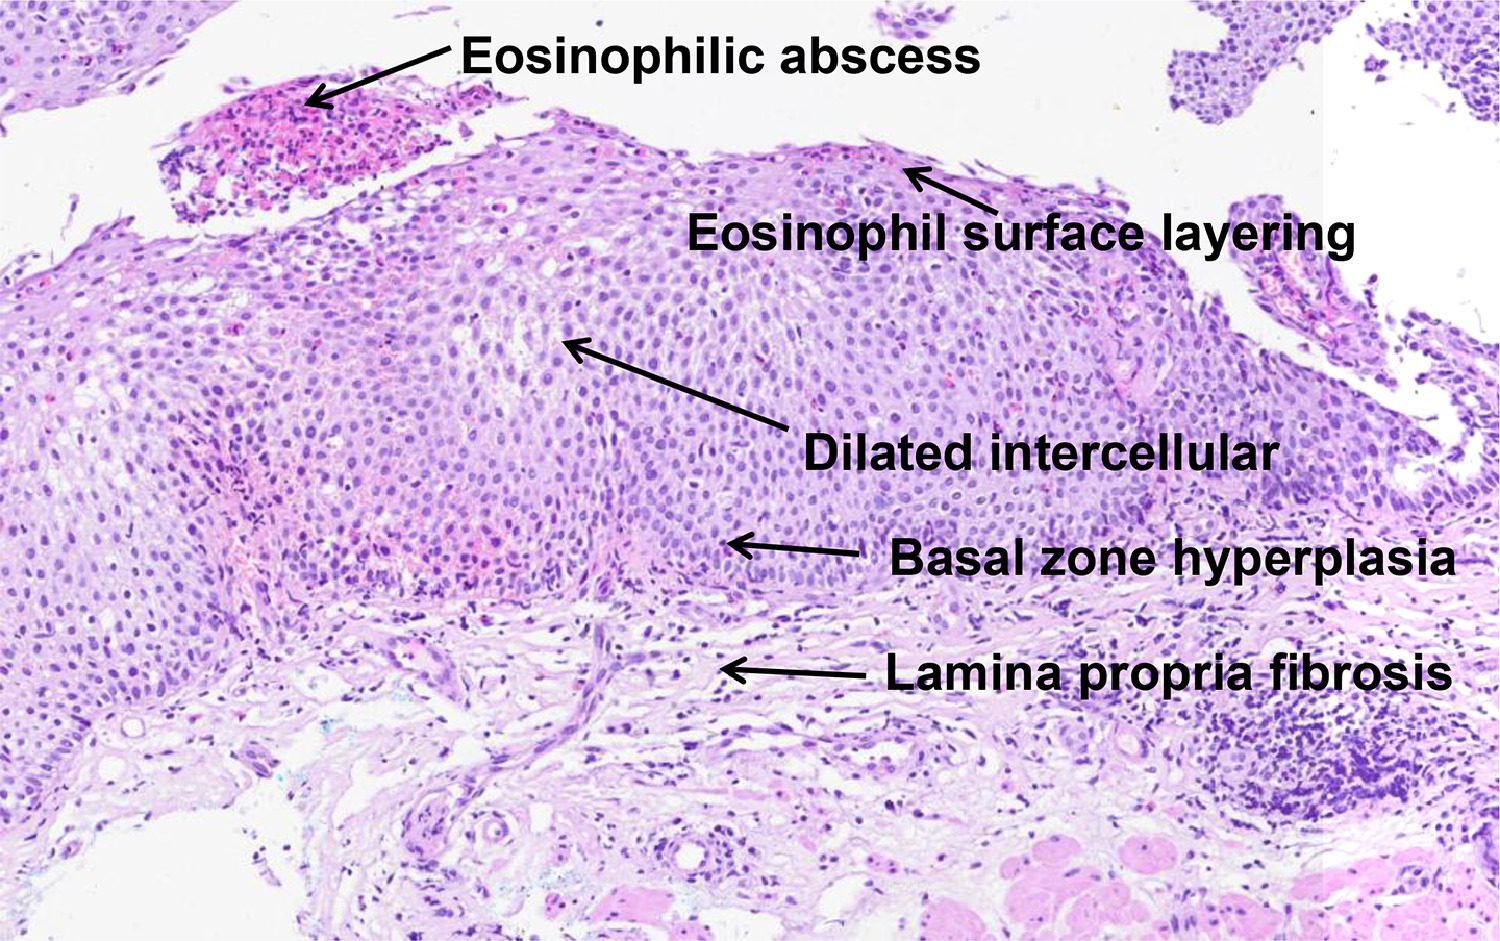 Eosinophilic abscess
Eosinophil surface layering
Dilated intercellular
Basal zone hyperplasia
Lamina propria fibrosis